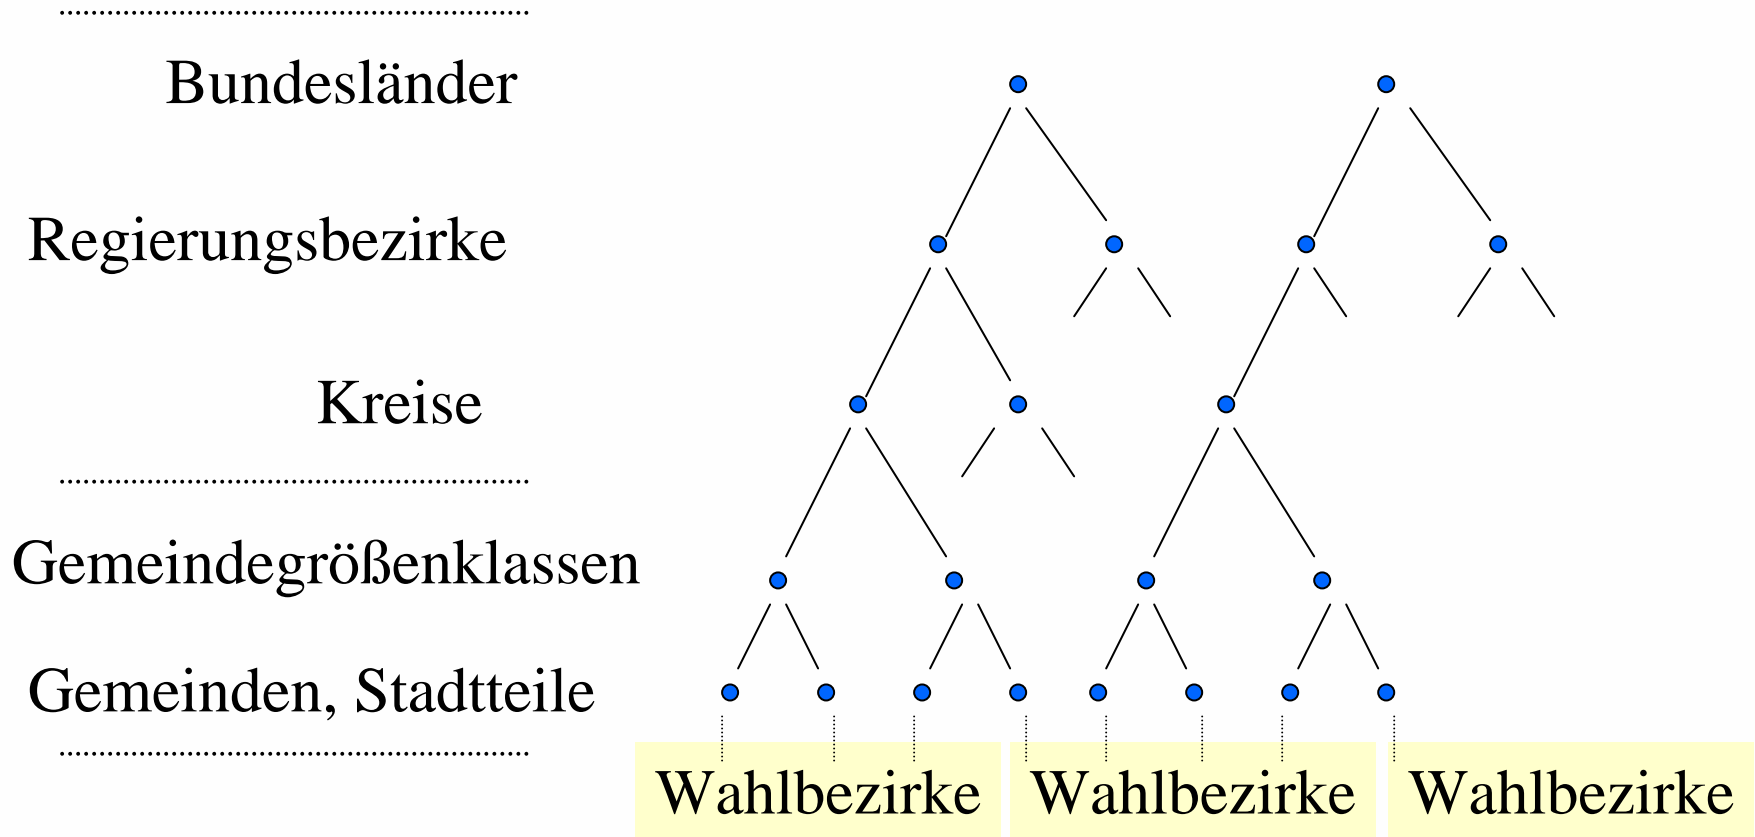 Bundesländer
Regierungsbezirke
Kreise
Gemeindegrößenklassen
Gemeinden, Stadtteile
Wahlbezirke Wahlbezirke Wahlbezirke